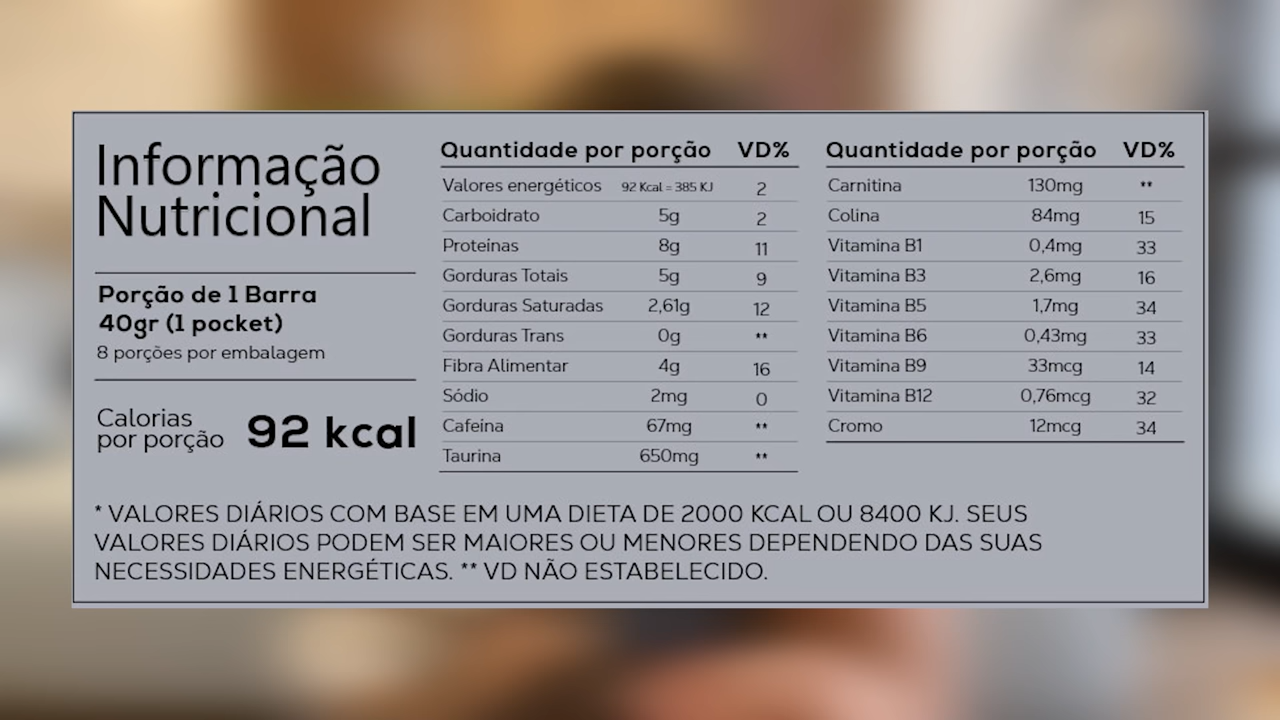 Informação
Nutricional
Porção de 1 Barra
40gr (1 pocket)
8 porções por embalagem
Calorias
por porção 92 kcal
Quantidade por porção VD%
Valores energéticos 92 Kcal = 385 KJ 2
Carboidrato 5g 2
Proteínas 8g 11
Gorduras Totais 5g 9
Gorduras Saturadas 2,61g 12
Gorduras Trans 0g **
Fibra Alimentar 4g 16
Sódio 2mg 0
Cafeína 67mg **
Taurina 650mg **
Quantidade por porção VD%
Carnitina 130mg **
Colina 84mg 15
Vitamina B1 0,4mg 33
Vitamina B3 2,6mg 16
Vitamina B5 1,7mg 34
Vitamina B6 0,43mg 33
Vitamina B9 33mcg 14
Vitamina B12 0,76mcg 32
Cromo 12mcg 34
* VALORES DIÁRIOS COM BASE EM UMA DIETA DE 2000 KCAL OU 8400 KJ. SEUS
VALORES DIÁRIOS PODEM SER MAIORES OU MENORES DEPENDENDO DAS SUAS
NECESSIDADES ENERGÉTICAS. ** VD NÃO ESTABELECIDO.